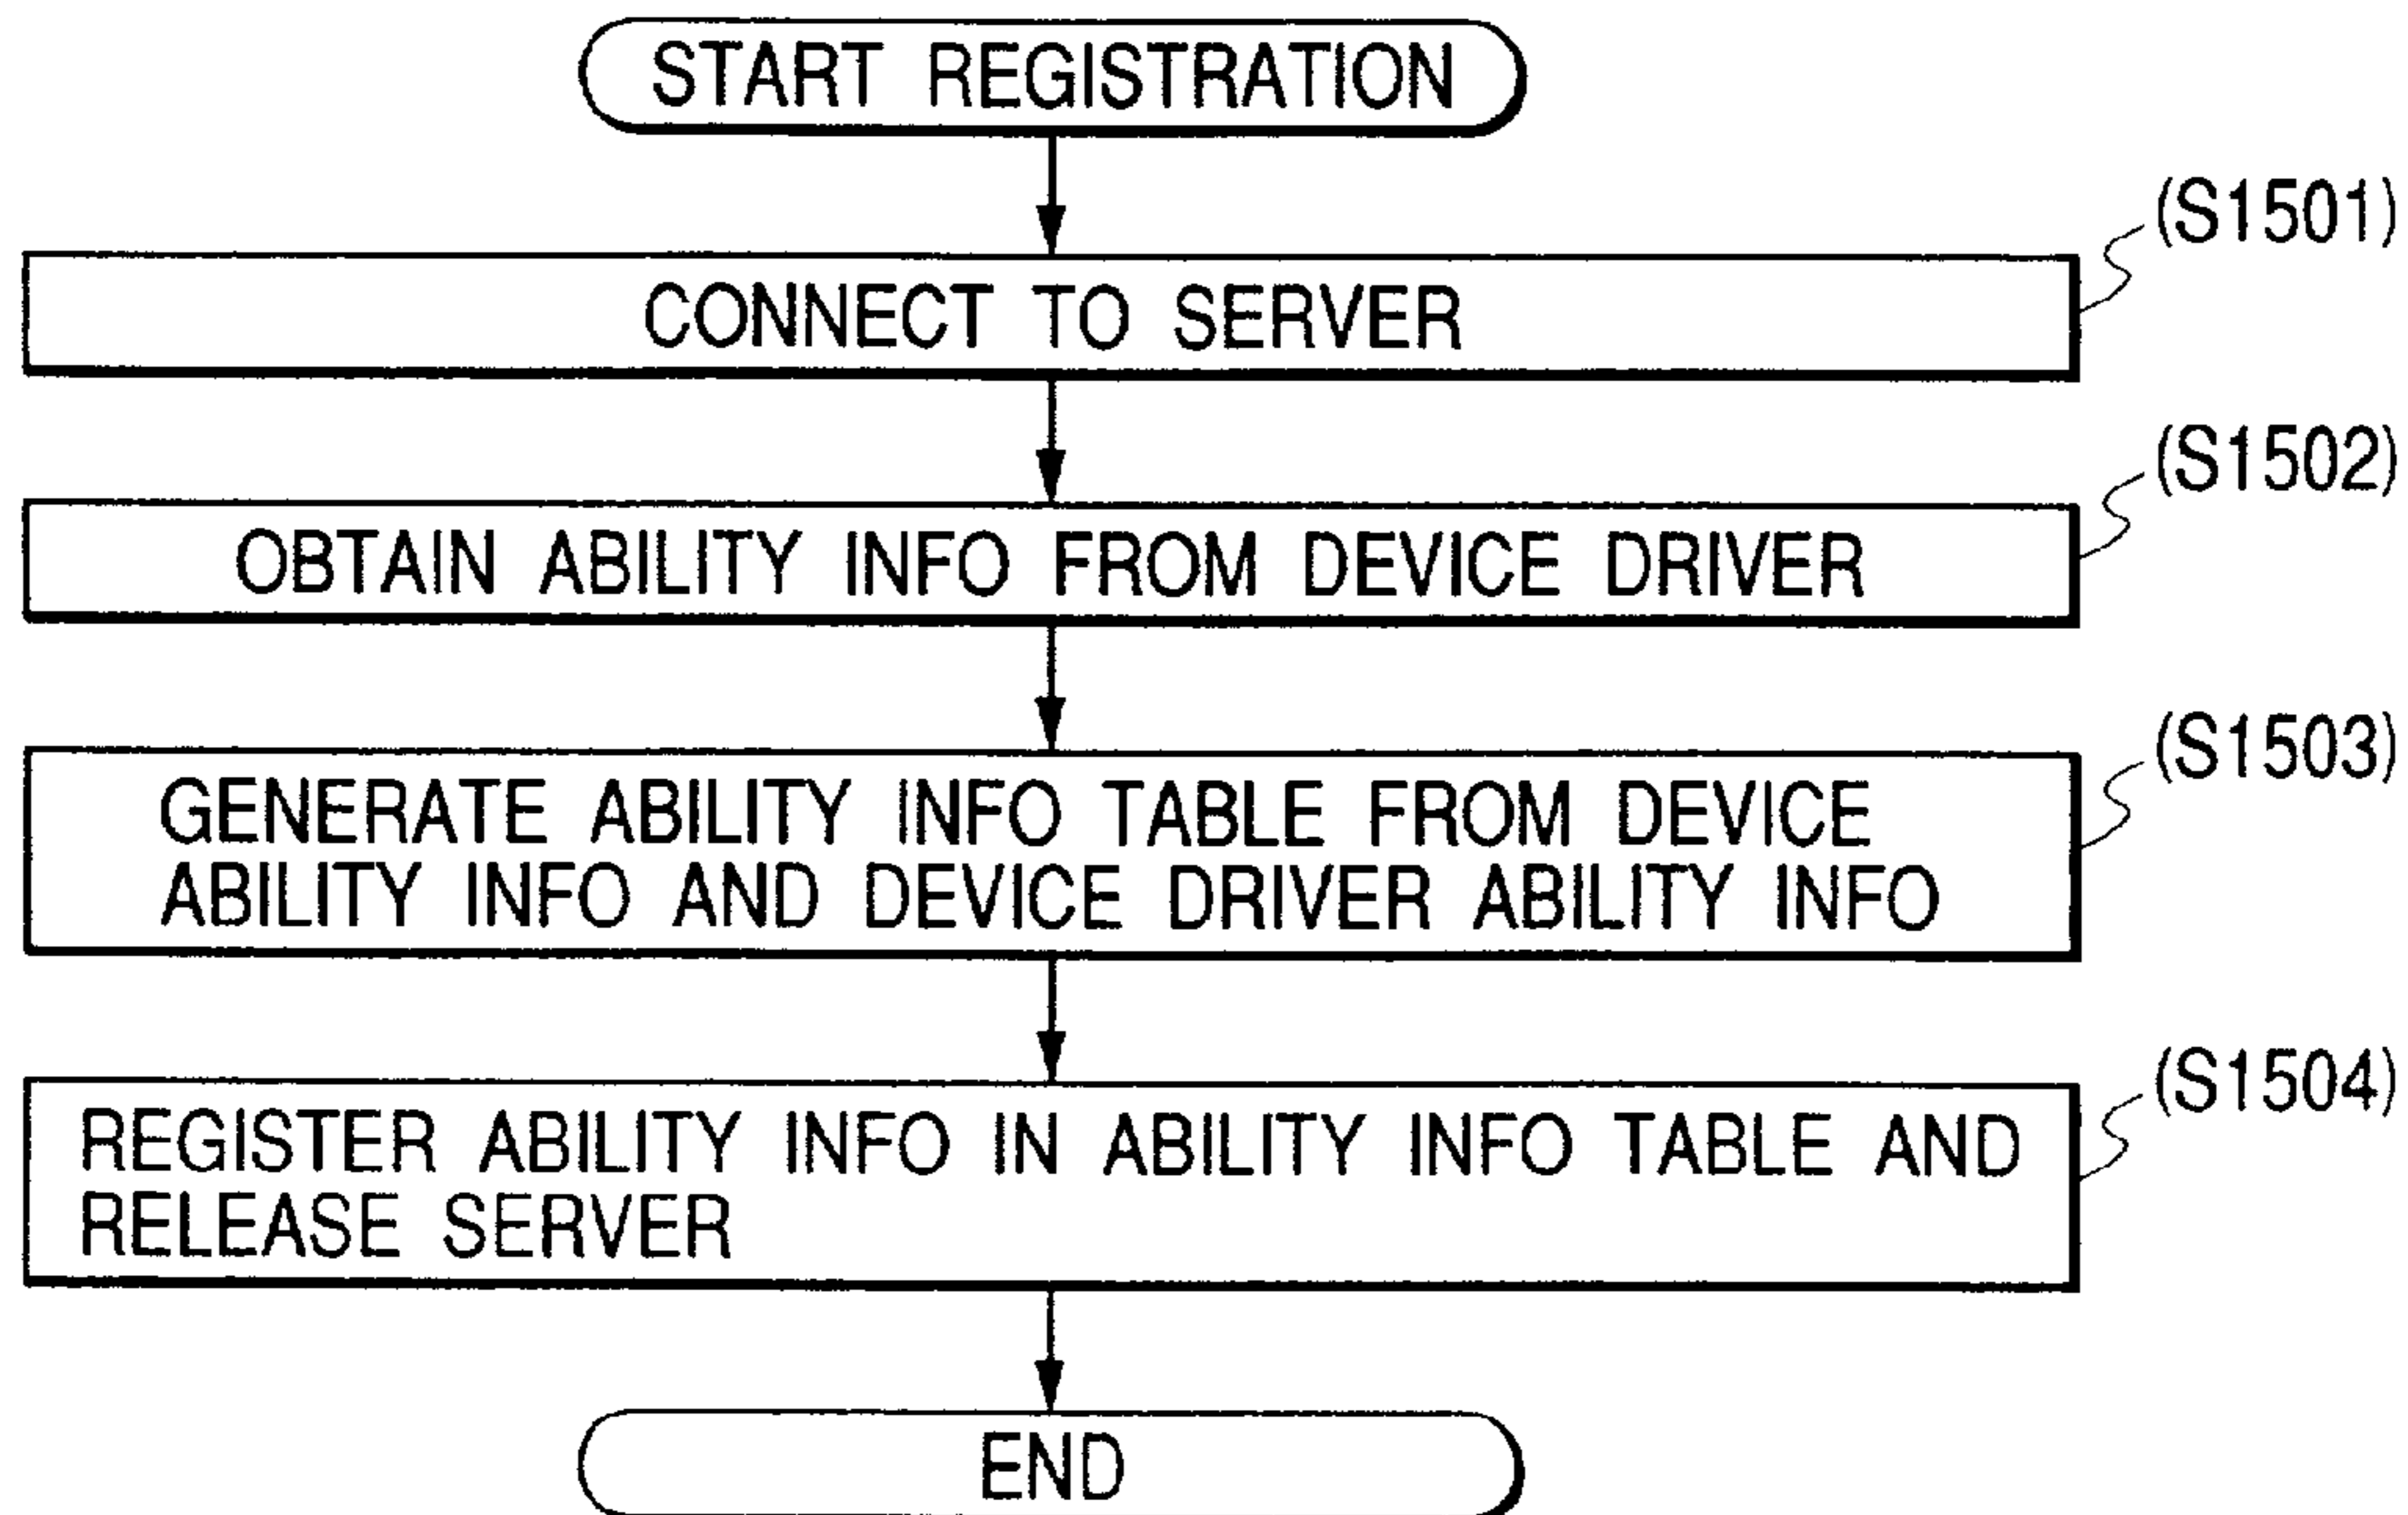 START REGISTRATION
(S1501)
CONNECT TO SERVER
(S1502)
OBTAIN ABILITY INFO FROM DEVICE DRIVER
(S1503)
GENERATE ABILITY INFO TABLE FROM DEVICE
ABILITY INFO AND DEVICE DRIVER ABILITY INFO
(S1504)
REGISTER ABILITY INFO IN ABILITY INFO TABLE AND
RELEASE SERVER
END